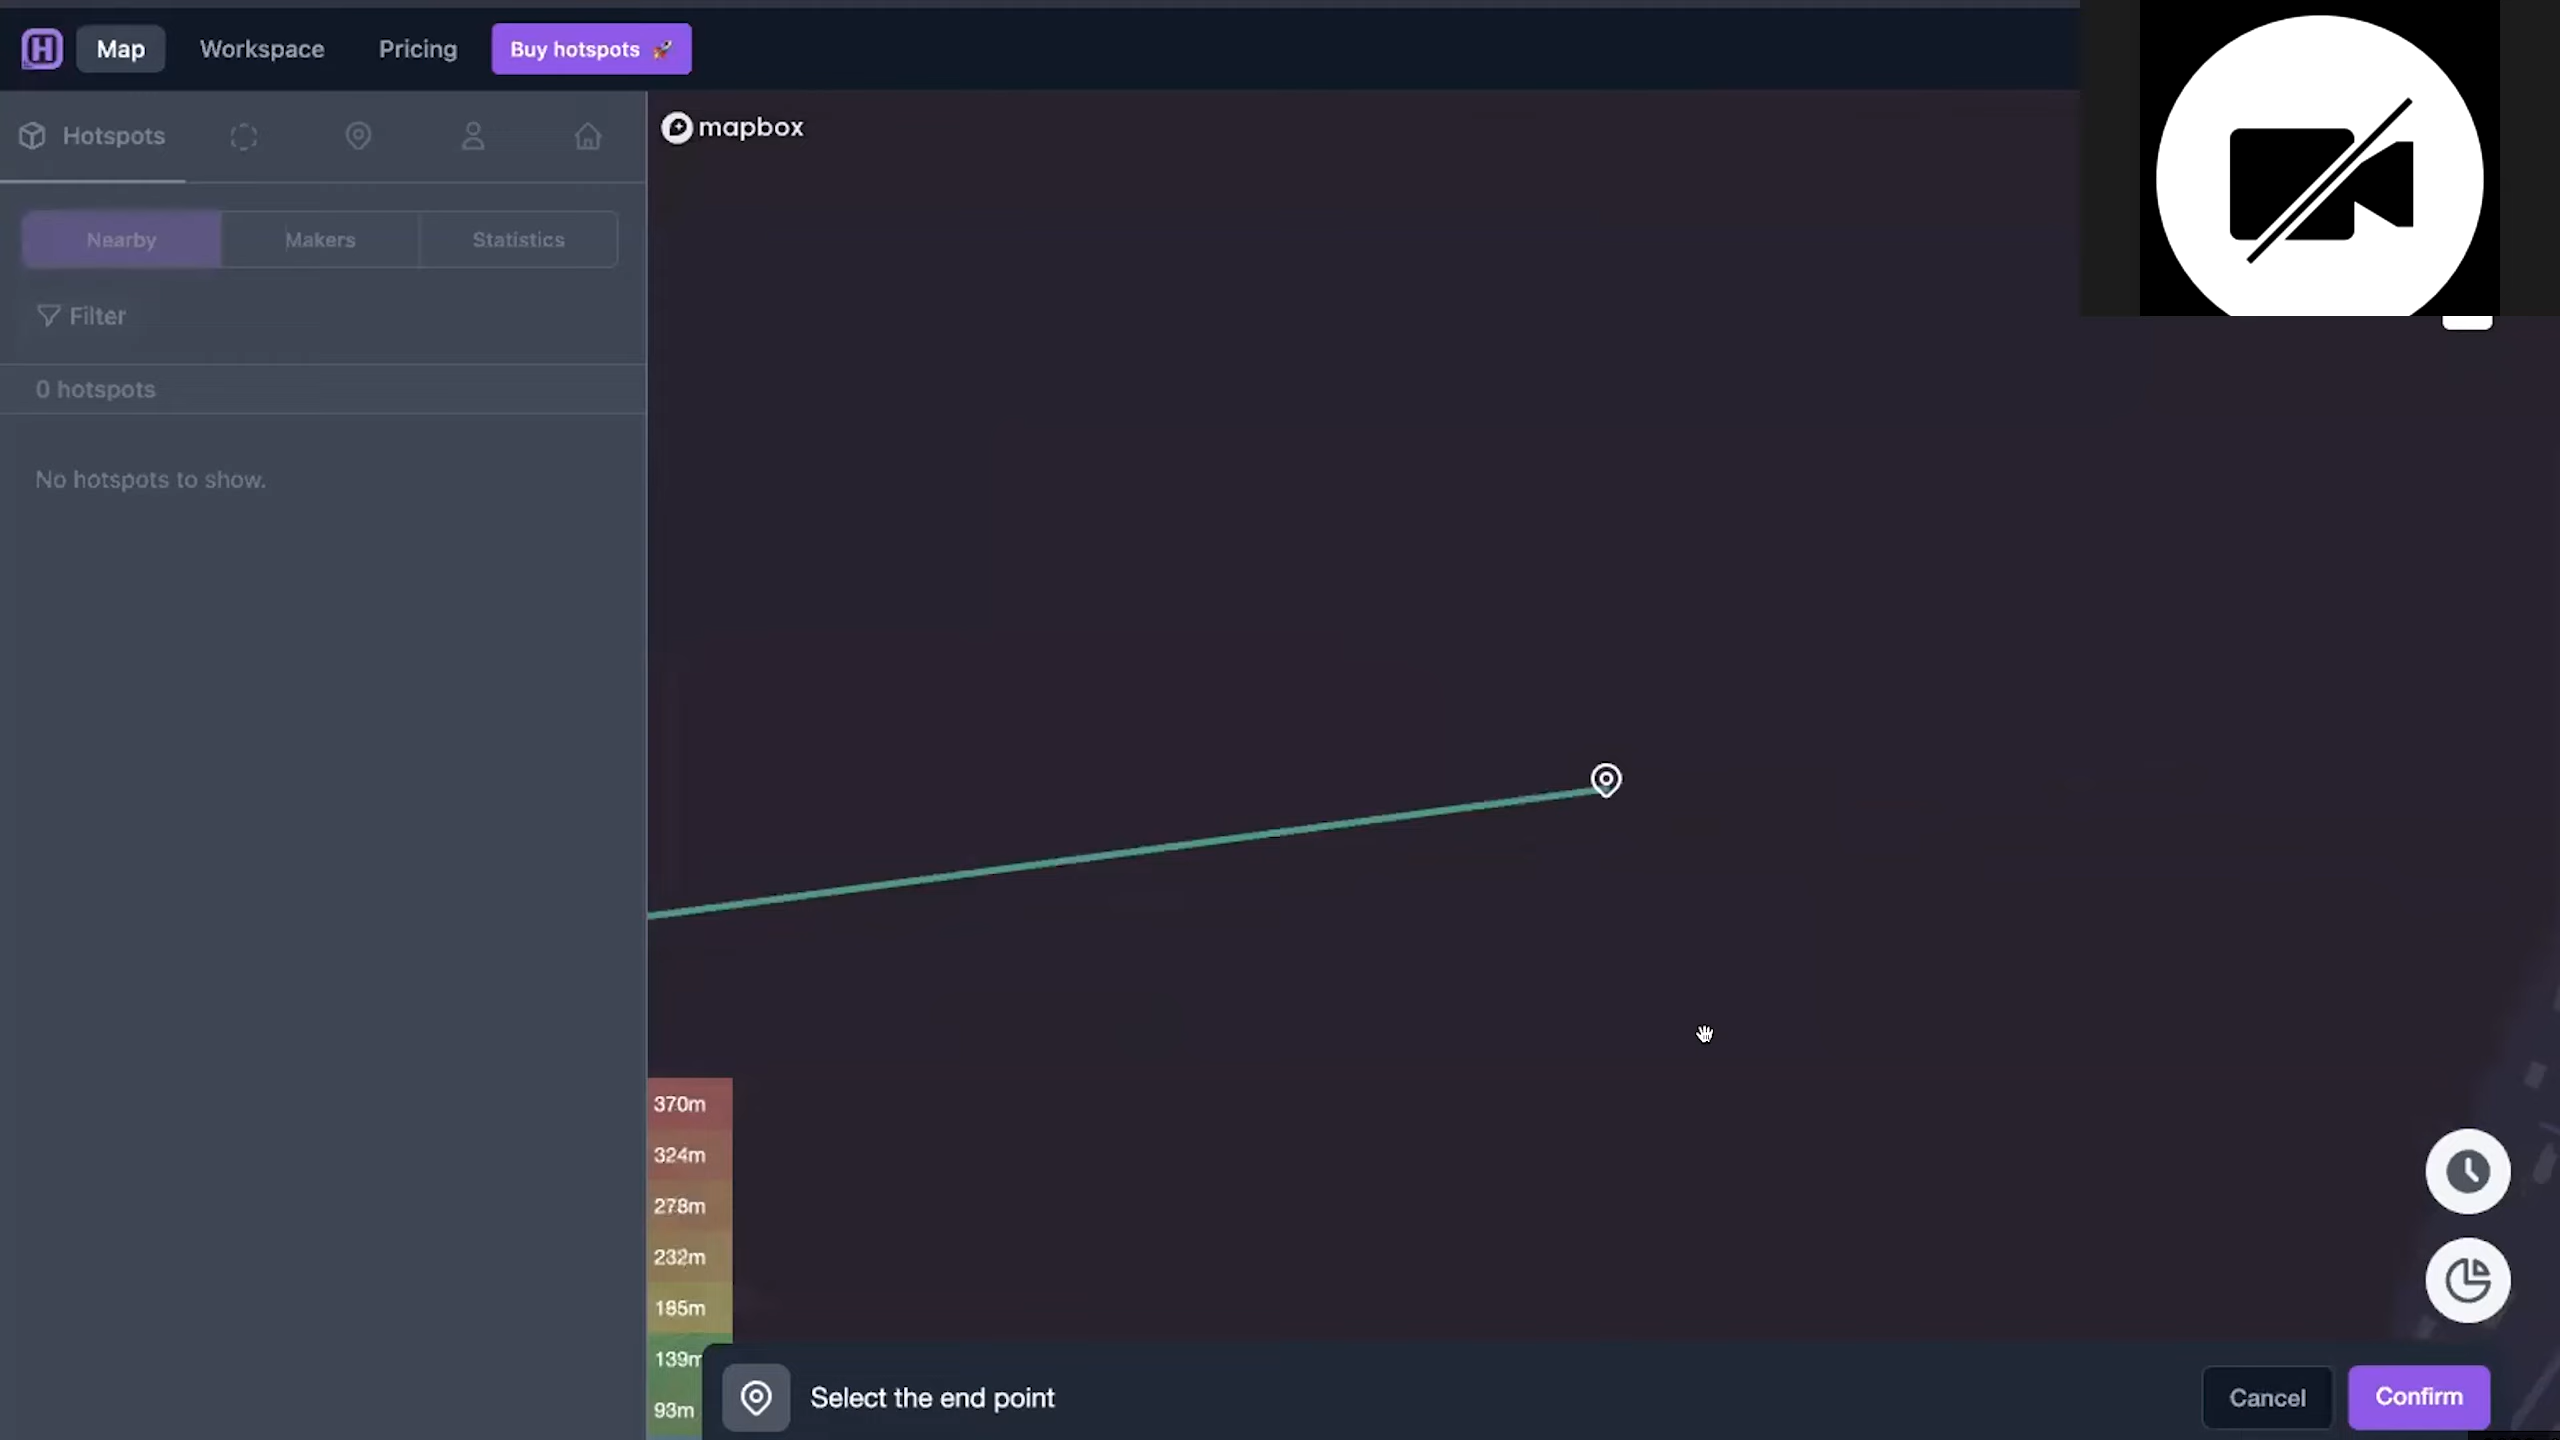 H
Map
Workspace
Pricing
Buy hotspots 🚀
Hotspots
mapbox
Nearby
Makers
Statistics
Filter
0 hotspots
No hotspots to show.
370m
324m
278m
232m
185m
139m
93m
Select the end point
Cancel
Confirm